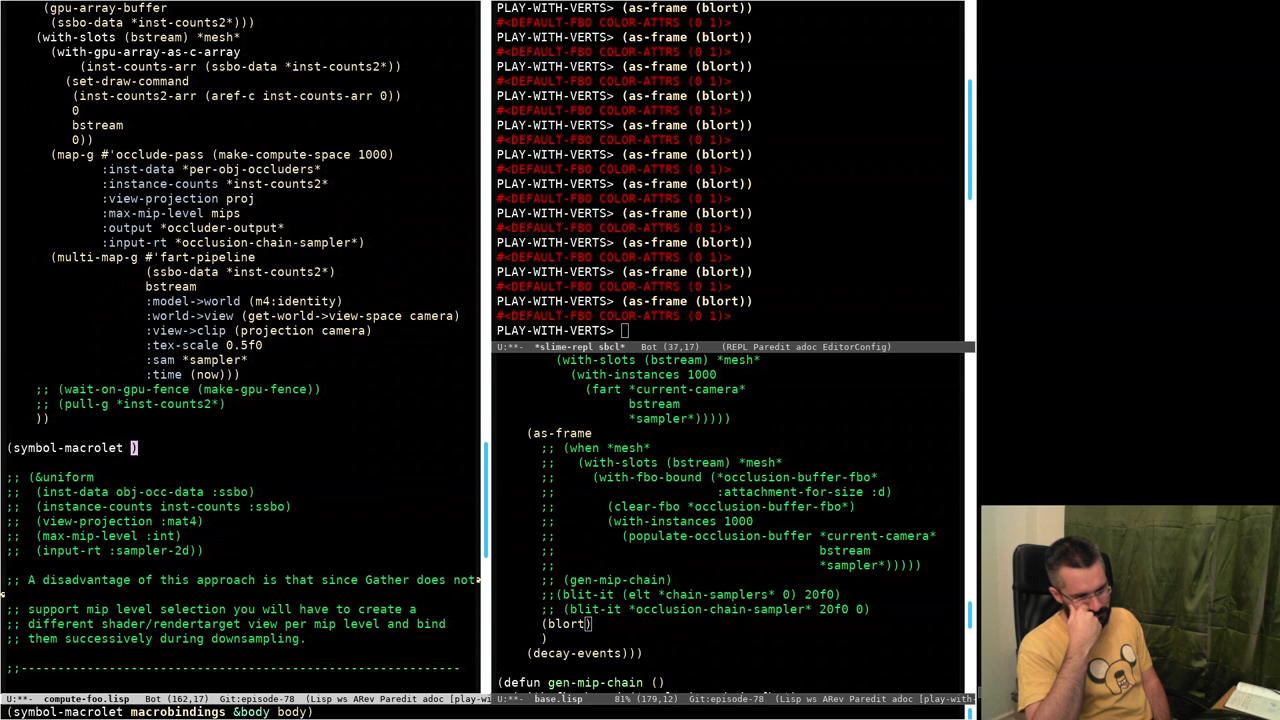 (gpu-array-buffer
(ssbo-data *inst-counts2*)))
(with-slots (bstream) *mesh*
(with-gpu-array-as-c-array
(inst-counts-arr (ssbo-data *inst-counts2*))
(set-draw-command
(inst-counts2-arr (aref-c inst-counts-arr 0))
0
bstream
0))
(map-g #'occlude-pass (make-compute-space 1000)
:inst-data *per-obj-occluders*
:instance-counts *inst-counts2*
:view-projection proj
:max-mip-level mips
:output *occluder-output*
:input-rt *occlusion-chain-sampler*)
(multi-map-g #'fart-pipeline
(ssbo-data *inst-counts2*)
bstream
:model->world (m4:identity)
:world->view (get-world->view-space camera)
:view->clip (projection camera)
:tex-scale 0.5f0
:sam *sampler*
:time (now)))
;; (wait-on-gpu-fence (make-gpu-fence))
;; (pull-g *inst-counts2*)
))
(symbol-macrolet )
;; (&uniform
;;  (inst-data obj-occ-data :ssbo)
;;  (instance-counts inst-counts :ssbo)
;;  (view-projection :mat4)
;;  (max-mip-level :int)
;;  (input-rt :sampler-2d))
;; A disadvantage of this approach is that since Gather does not
;; support mip level selection you will have to create a
;; different shader/rendertarget view per mip level and bind
;; them successively during downsampling.
;;------------------------------------------------------------
U:**-  compute-foo.lisp   Bot (162,17)  Git:episode-78  (Lisp ws ARev Paredit adoc [play-wi
PLAY-WITH-VERTS> (as-frame (blort))
#<DEFAULT-FBO COLOR-ATTRS (0 1)>
PLAY-WITH-VERTS> (as-frame (blort))
#<DEFAULT-FBO COLOR-ATTRS (0 1)>
PLAY-WITH-VERTS> (as-frame (blort))
#<DEFAULT-FBO COLOR-ATTRS (0 1)>
PLAY-WITH-VERTS> (as-frame (blort))
#<DEFAULT-FBO COLOR-ATTRS (0 1)>
PLAY-WITH-VERTS> (as-frame (blort))
#<DEFAULT-FBO COLOR-ATTRS (0 1)>
PLAY-WITH-VERTS> (as-frame (blort))
#<DEFAULT-FBO COLOR-ATTRS (0 1)>
PLAY-WITH-VERTS> (as-frame (blort))
#<DEFAULT-FBO COLOR-ATTRS (0 1)>
PLAY-WITH-VERTS> (as-frame (blort))
#<DEFAULT-FBO COLOR-ATTRS (0 1)>
PLAY-WITH-VERTS> (as-frame (blort))
#<DEFAULT-FBO COLOR-ATTRS (0 1)>
PLAY-WITH-VERTS> (as-frame (blort))
#<DEFAULT-FBO COLOR-ATTRS (0 1)>
PLAY-WITH-VERTS> (as-frame (blort))
#<DEFAULT-FBO COLOR-ATTRS (0 1)>
PLAY-WITH-VERTS>
U:**-  *slime-repl sbcl*   Bot (37,17)   (REPL Paredit adoc EditorConfig)
(with-slots (bstream) *mesh*
(with-instances 1000
(fart *current-camera*
bstream
*sampler*)))))
(as-frame
;; (when *mesh*
;;   (with-slots (bstream) *mesh*
;;     (with-fbo-bound (*occlusion-buffer-fbo*
;;                      :attachment-for-size :d)
;;       (clear-fbo *occlusion-buffer-fbo*)
;;       (with-instances 1000
;;         (populate-occlusion-buffer *current-camera*
;;                                    bstream
;;                                    *sampler*)))))
;; (gen-mip-chain)
;;(blit-it (elt *chain-samplers* 0) 20f0)
;; (blit-it *occlusion-chain-sampler* 20f0 0)
(blort)
)
(decay-events)))
(defun gen-mip-chain ()
U:**-  base.lisp      81% (179,12)   Git:episode-78  (Lisp ws ARev Paredit adoc [play-with-
(symbol-macrolet macrobindings &body body)